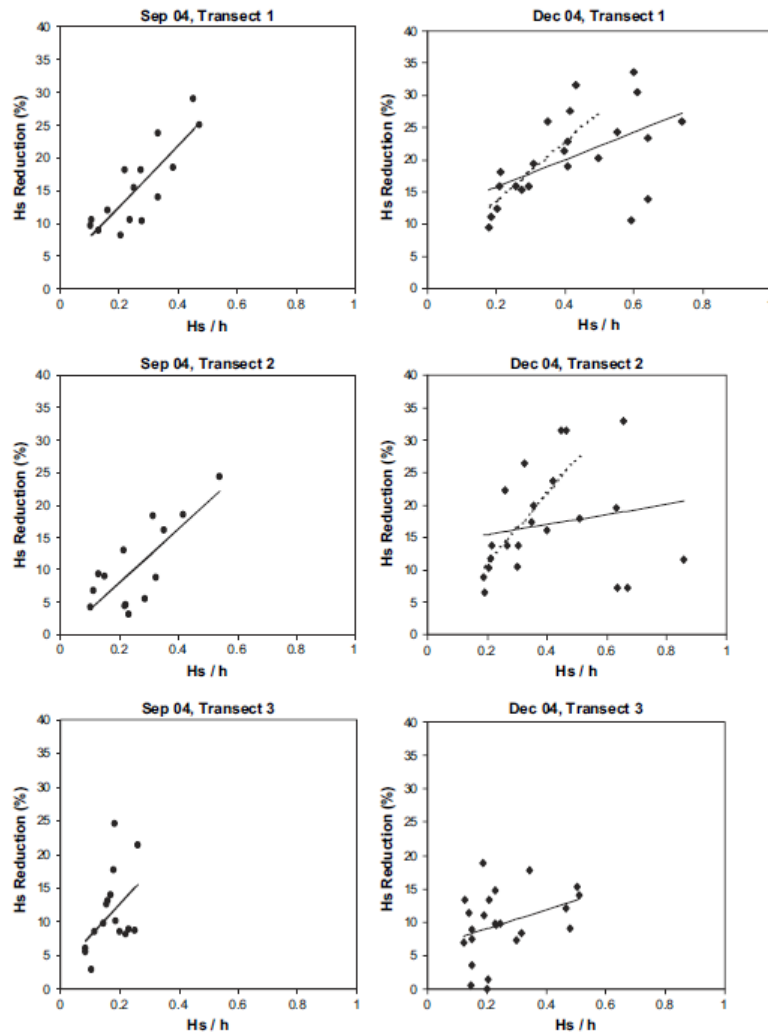 Sep 04, Transect 1
40
35
30
25
20
15
10
5
0
Hs Reduction (%)
0 0.2 0.4 0.6 0.8 1
Hs / h
Dec 04, Transect 1
40
35
30
25
20
15
10
5
0
Hs Reduction (%)
0 0.2 0.4 0.6 0.8
Hs / h
Sep 04, Transect 2
40
35
30
25
20
15
10
5
0
Hs Reduction (%)
0 0.2 0.4 0.6 0.8 1
Hs / h
Dec 04, Transect 2
40
35
30
25
20
15
10
5
0
Hs Reduction (%)
0 0.2 0.4 0.6 0.8 1
Hs / h
Sep 04, Transect 3
40
35
30
25
20
15
10
5
0
Hs Reduction (%)
0 0.2 0.4 0.6 0.8 1
Hs / h
Dec 04, Transect 3
40
35
30
25
20
15
10
5
0
Hs Reduction (%)
0 0.2 0.4 0.6 0.8 1
Hs / h